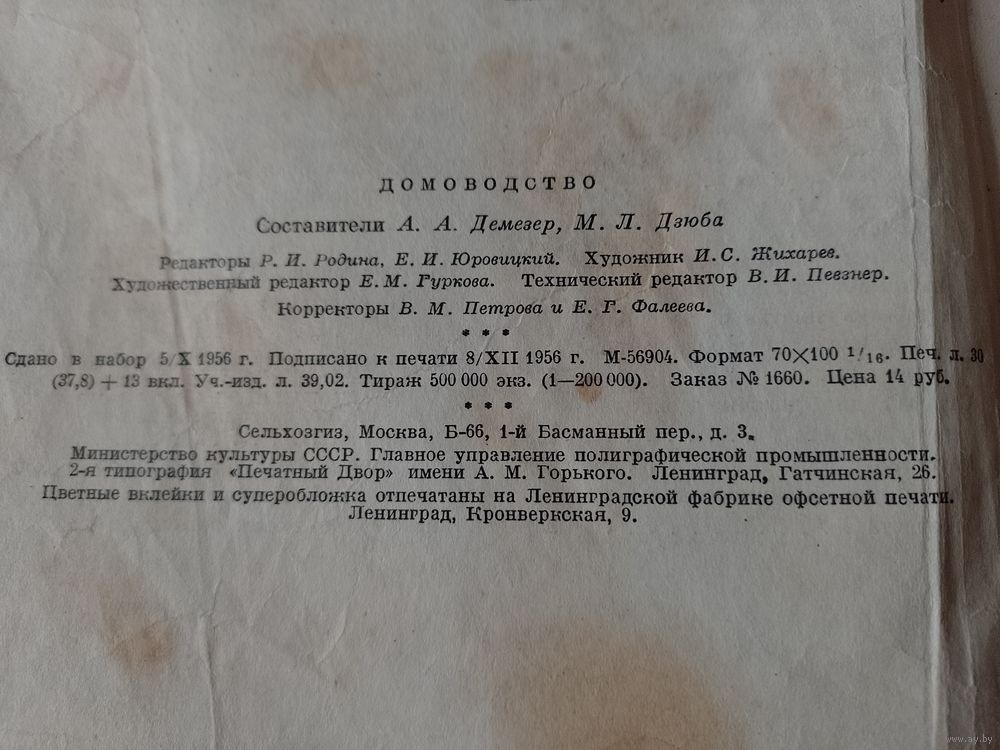 ДОМОВОДСТВО
Составители А. А. Демезер, М. Л. Дзюба
Редакторы Р. И. Родина, Е. И. Юровицкий. Художник И. С. Жихарев.
Художественный редактор Е. М. Гуркова. Технический редактор В. И. Певзнер.
Корректоры В. М. Петрова и Е. Г. Фалеева.
* * *
Сдано в набор 5/X 1956 г. Подписано к печати 8/XII 1956 г. М-56904. Формат 70×100 1/16. Печ. л. 30
(37,8) + 13 вкл. Уч.-изд. л. 39,02. Тираж 500 000 экз. (1—200 000). Заказ № 1660. Цена 14 руб.
* * *
Сельхозгиз, Москва, Б-66, 1-й Басманный пер., д. 3.
Министерство культуры СССР. Главное управление полиграфической промышленности.
2-я типография «Печатный Двор» имени А. М. Горького. Ленинград, Гатчинская, 26.
Цветные вклейки и суперобложка отпечатаны на Ленинградской фабрике офсетной печати.
Ленинград, Кронверкская, 9.
www.ay.by